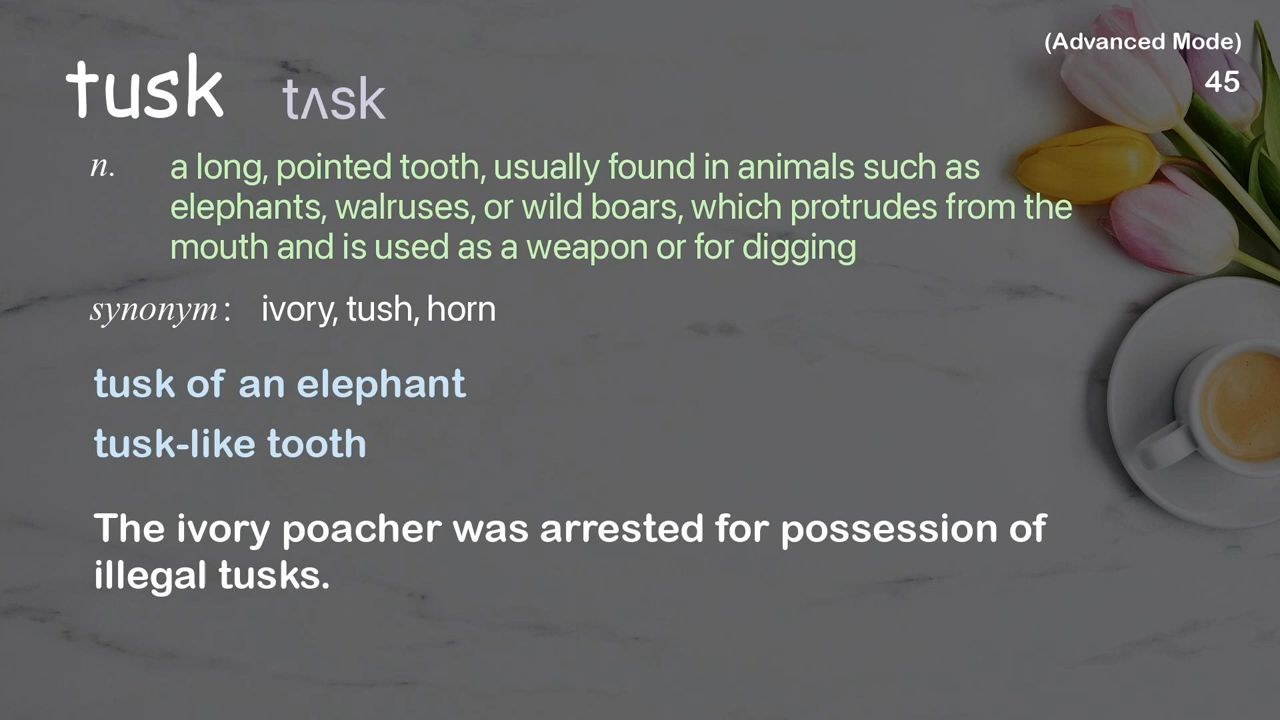 (Advanced Mode)
45
tusk tʌsk
n. a long, pointed tooth, usually found in animals such as
elephants, walruses, or wild boars, which protrudes from the
mouth and is used as a weapon or for digging
synonym: ivory, tush, horn
tusk of an elephant
tusk-like tooth
The ivory poacher was arrested for possession of
illegal tusks.